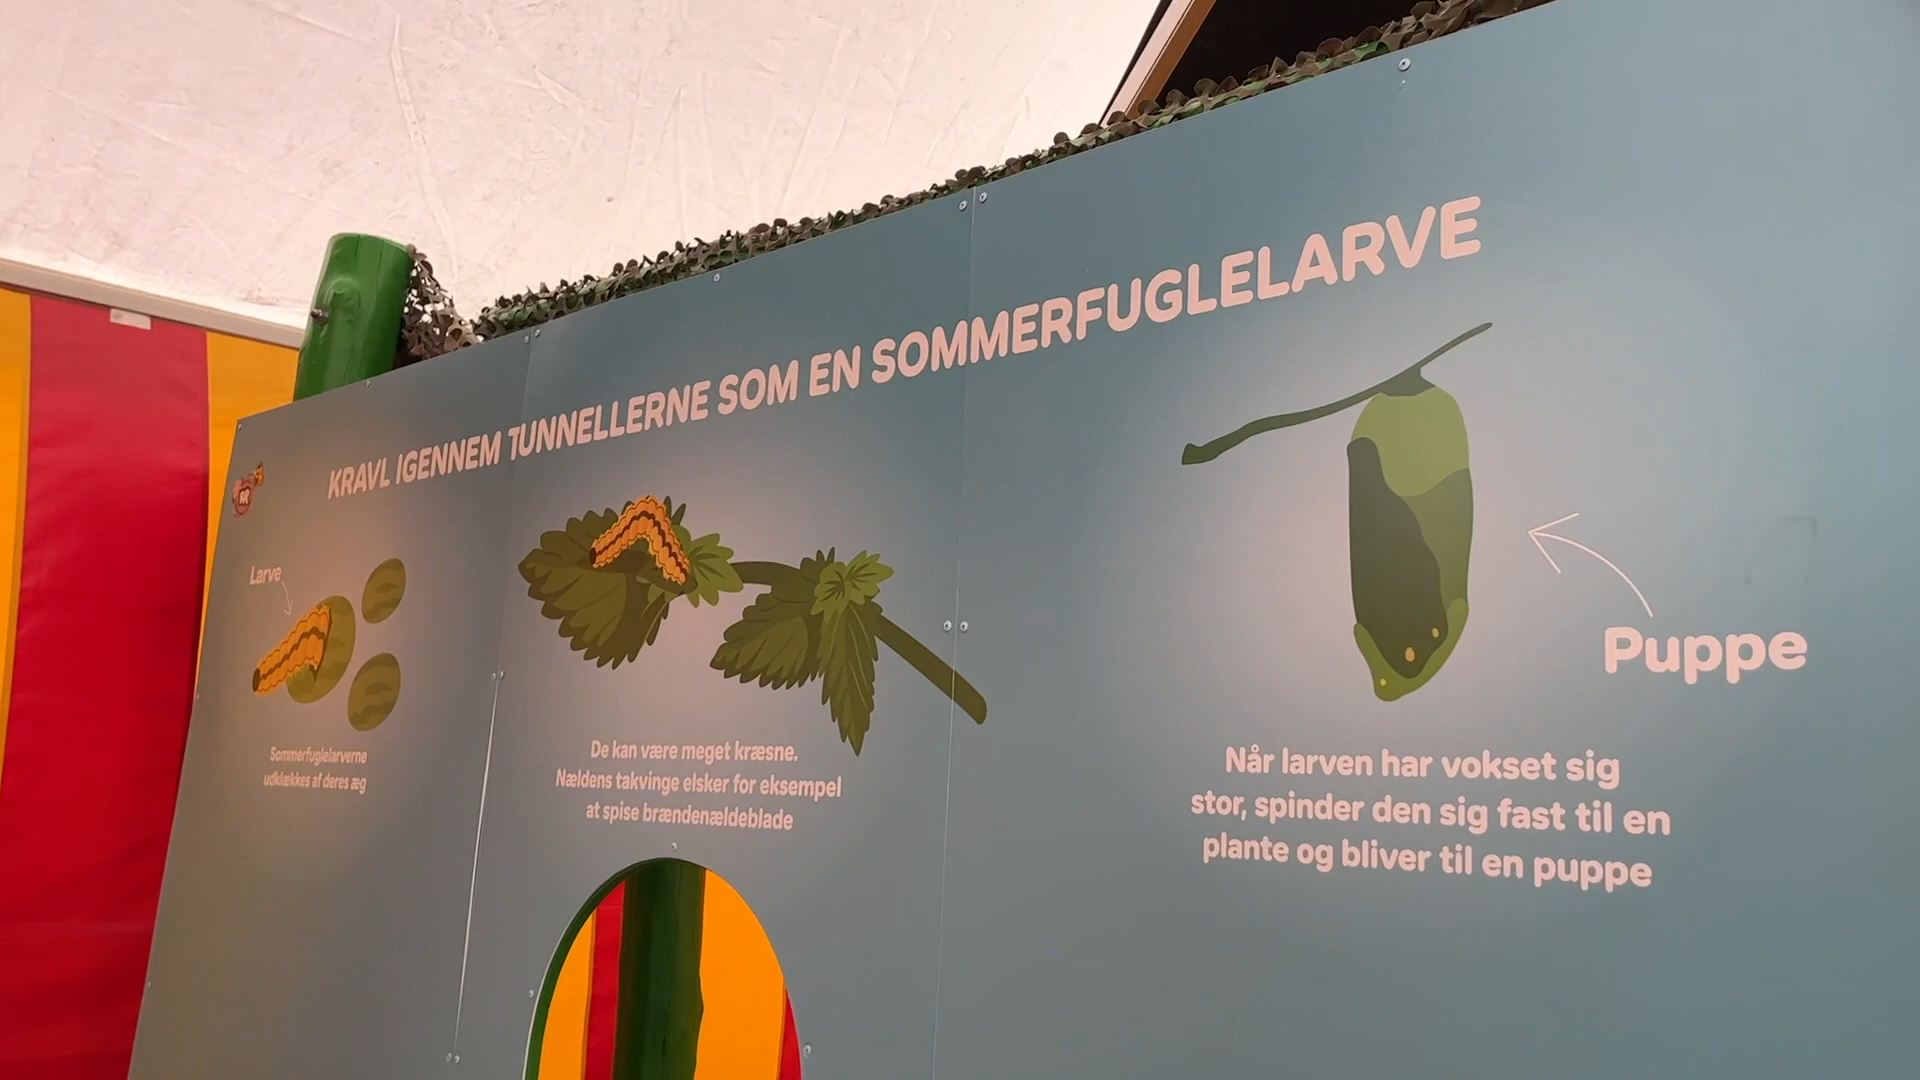 KRAVL IGENNEM TUNNELLERNE SOM EN SOMMERFUGLELARVE
Larve
Sommerfuglelarverne
udklækkes af deres æg
De kan være meget kræsne.
Nældens takvinge elsker for eksempel
at spise brændenældeblade
Puppe
Når larven har vokset sig
stor, spinder den sig fast til en
plante og bliver til en puppe